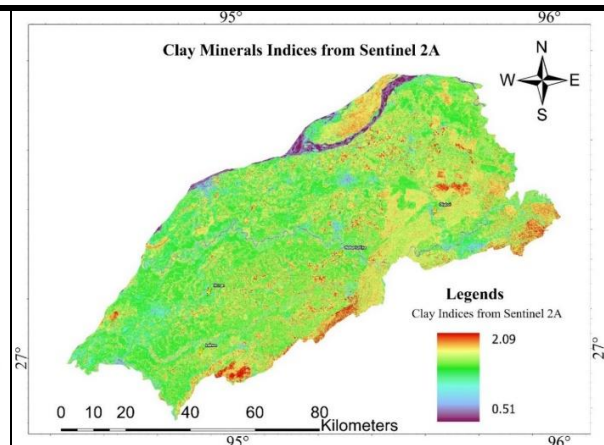 95° 96°
Clay Minerals Indices from Sentinel 2A
N
W E
S
Legends
Clay Indices from Sentinel 2A
2.09
0.51
27° 27°
0 10 20 40 60 80
Kilometers
95° 96°